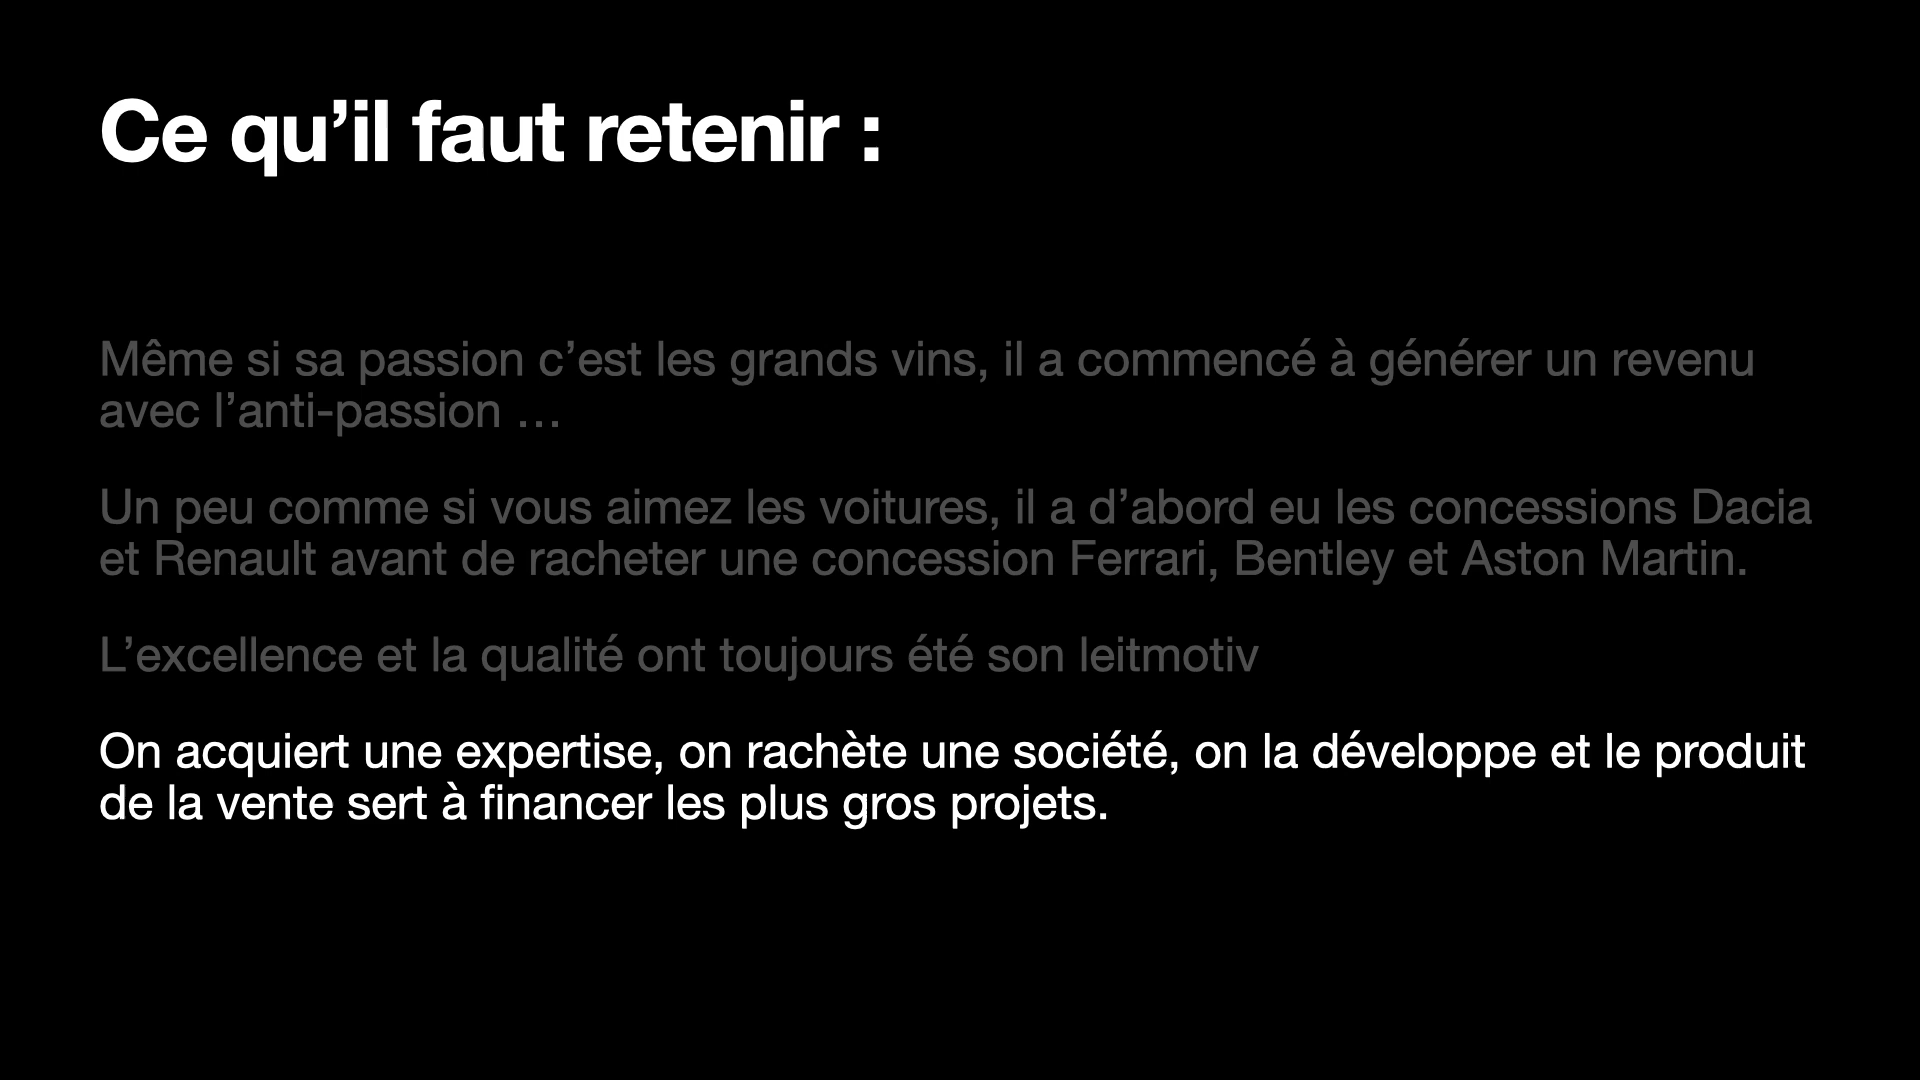 Ce qu’il faut retenir :
Même si sa passion c’est les grands vins, il a commencé à générer un revenu
avec l’anti-passion …
Un peu comme si vous aimez les voitures, il a d’abord eu les concessions Dacia
et Renault avant de racheter une concession Ferrari, Bentley et Aston Martin.
L’excellence et la qualité ont toujours été son leitmotiv
On acquiert une expertise, on rachète une société, on la développe et le produit
de la vente sert à financer les plus gros projets.